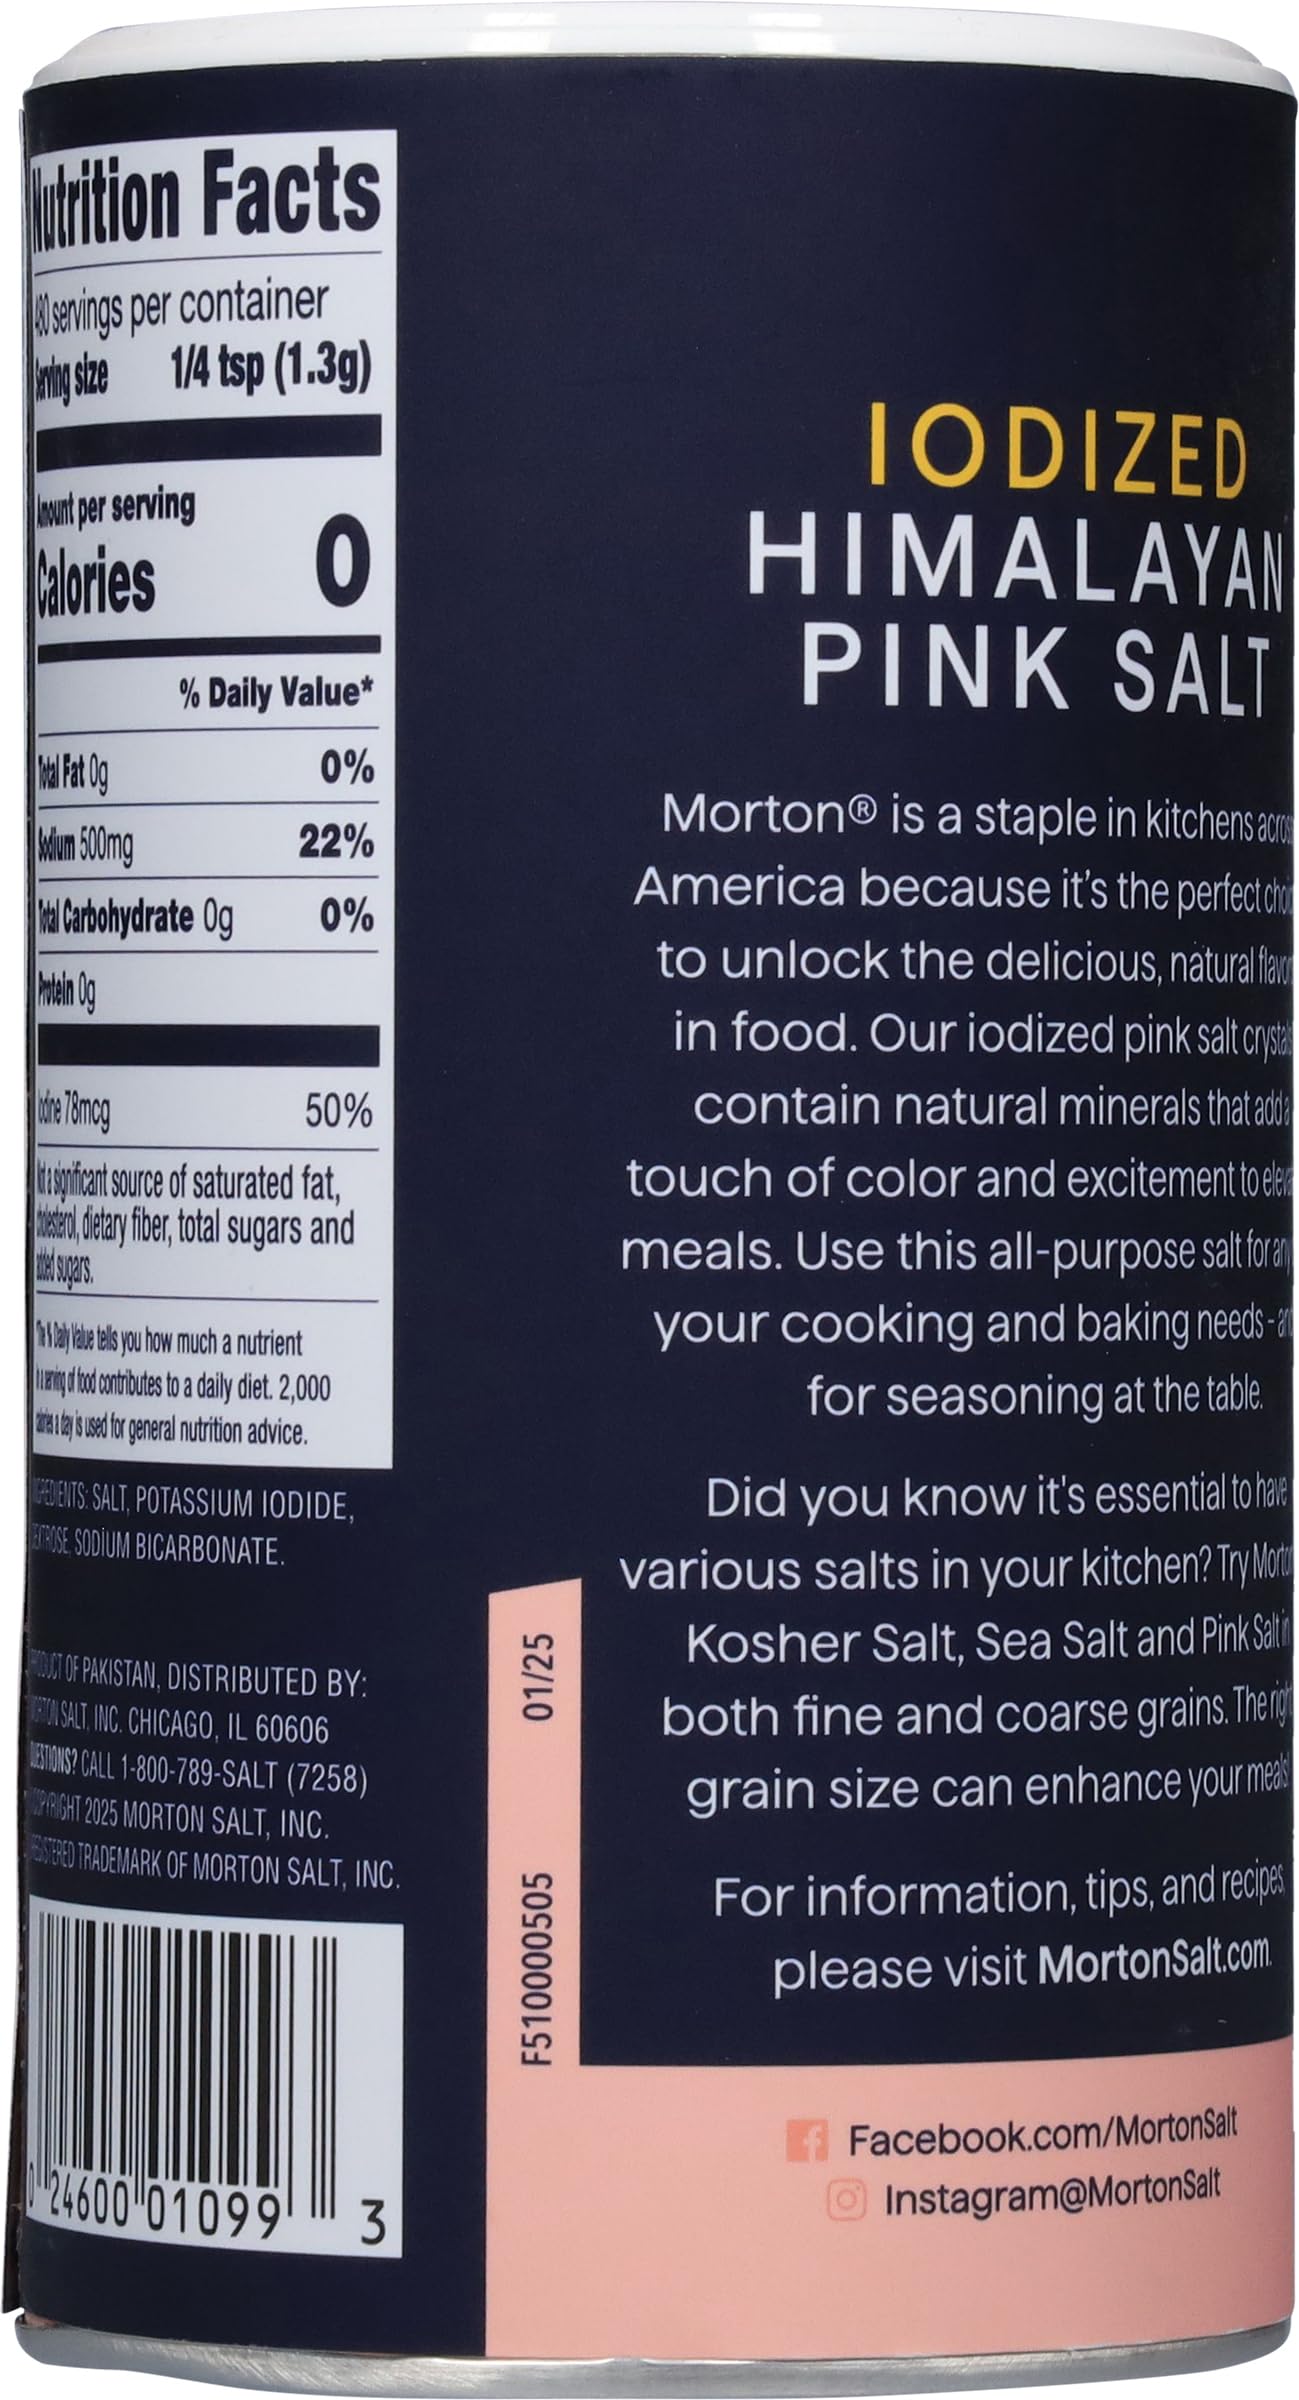 Nutrition Facts
480 servings per container
Serving size 1/4 tsp (1.3g)
Amount per serving
Calories 0
% Daily Value*
Total Fat 0g 0%
Sodium 500mg 22%
Total Carbohydrate 0g 0%
Protein 0g
Iodine 78mcg 50%
Not a significant source of saturated fat,
cholesterol, dietary fiber, total sugars and
added sugars.
*The % Daily Value tells you how much a nutrient
in a serving of food contributes to a daily diet. 2,000
calories a day is used for general nutrition advice.
INGREDIENTS: SALT, POTASSIUM IODIDE,
DEXTROSE, SODIUM BICARBONATE.
PRODUCT OF PAKISTAN, DISTRIBUTED BY:
MORTON SALT, INC. CHICAGO, IL 60606
QUESTIONS? CALL 1-800-789-SALT (7258)
COPYRIGHT 2025 MORTON SALT, INC.
REGISTERED TRADEMARK OF MORTON SALT, INC.
0 24600 01099 3
F510000505 01/25
IODIZED
HIMALAYAN
PINK SALT
Morton® is a staple in kitchens across
America because it's the perfect
to unlock the delicious, natural
in food. Our iodized pink salt crystals
contain natural minerals that add a
touch of color and excitement to
meals. Use this all-purpose salt for
your cooking and baking needs -
for seasoning at the table.
Did you know it's essential to have
various salts in your kitchen? Try Morton
Kosher Salt, Sea Salt and Pink Salt in
both fine and coarse grains. The right
grain size can enhance your
For information, tips, and recipes,
please visit MortonSalt.com.
Facebook.com/MortonSalt
Instagram@MortonSalt